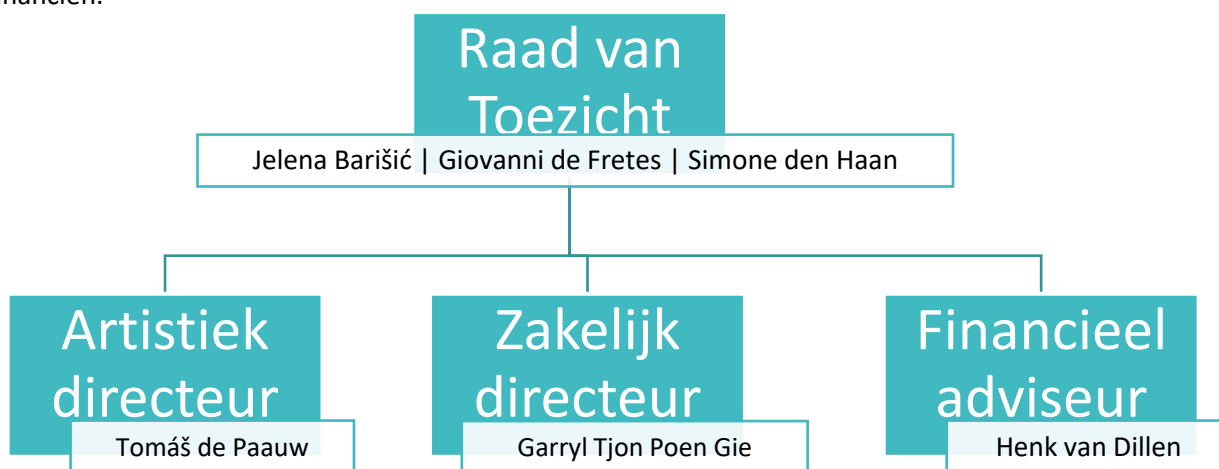 Raad van
Toezicht
Jelena Barišić | Giovanni de Fretes | Simone den Haan
Artistiek
directeur
Tomáš de Paauw
Zakelijk
directeur
Garryl Tjon Poen Gie
Financieel
adviseur
Henk van Dillen